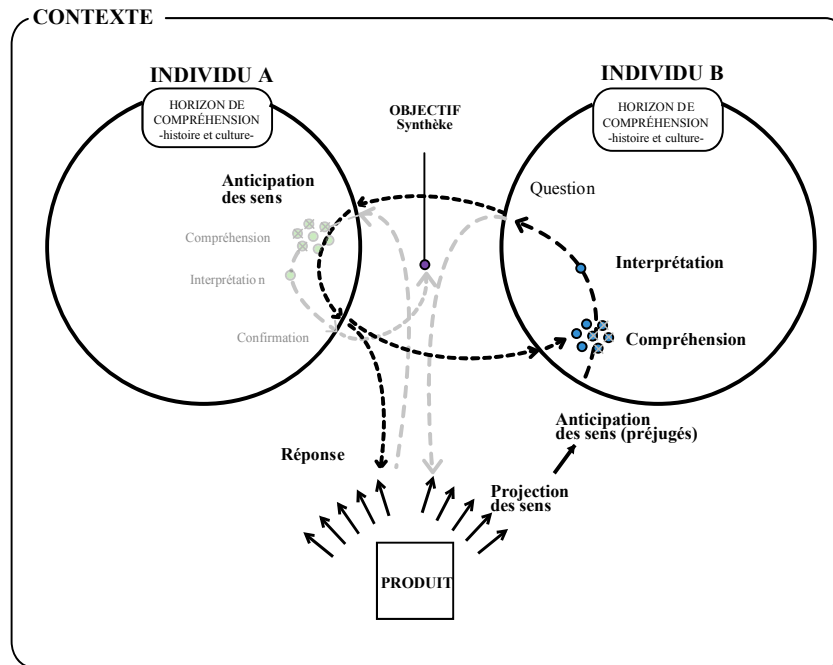 CONTEXTE
INDIVIDU A
HORIZON DE
COMPRÉHENSION
-histoire et culture-
OBJECTIF
Synthèke
INDIVIDU B
HORIZON DE
COMPRÉHENSION
-histoire et culture-
Anticipation
des sens
Compréhension
Interprétatio n
Confirmation
Question
Interprétation
Compréhension
Anticipation
des sens (préjugés)
Réponse
Projection
des sens
PRODUIT